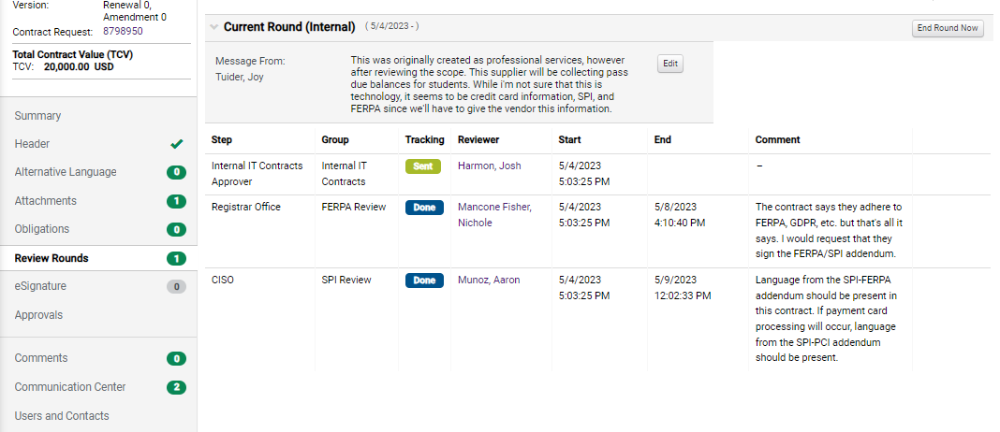 Version:
Renewal 0,
Amendment 0
Contract Request:
8798950
Total Contract Value (TCV)
TCV: 20,000.00 USD
Summary
Header
Alternative Language 0
Attachments 1
Obligations 0
Review Rounds 1
eSignature 0
Approvals
Comments 0
Communication Center 2
Users and Contacts
Current Round (Internal) ( 5/4/2023 - )
End Round Now
Message From:
Tuider, Joy
This was originally created as professional services, however
after reviewing the scope. This supplier will be collecting pass
due balances for students. While i'm not sure that this is
technology, it seems to be credit card information, SPI, and
FERPA since we'll have to give the vendor this information.
Edit
Step Group Tracking Reviewer Start End Comment
Internal IT Contracts
Approver
Internal IT
Contracts
Sent
Harmon, Josh
5/4/2023
5:03:25 PM
–
Registrar Office
FERPA Review
Done
Mancone Fisher,
Nichole
5/4/2023
5:03:25 PM
5/8/2023
4:10:40 PM
The contract says they adhere to
FERPA, GDPR, etc. but that's all it
says. I would request that they
sign the FERPA/SPI addendum.
CISO
SPI Review
Done
Munoz, Aaron
5/4/2023
5:03:25 PM
5/9/2023
12:02:33 PM
Language from the SPI-FERPA
addendum should be present in
this contract. If payment card
processing will occur, language
from the SPI-PCI addendum
should be present.